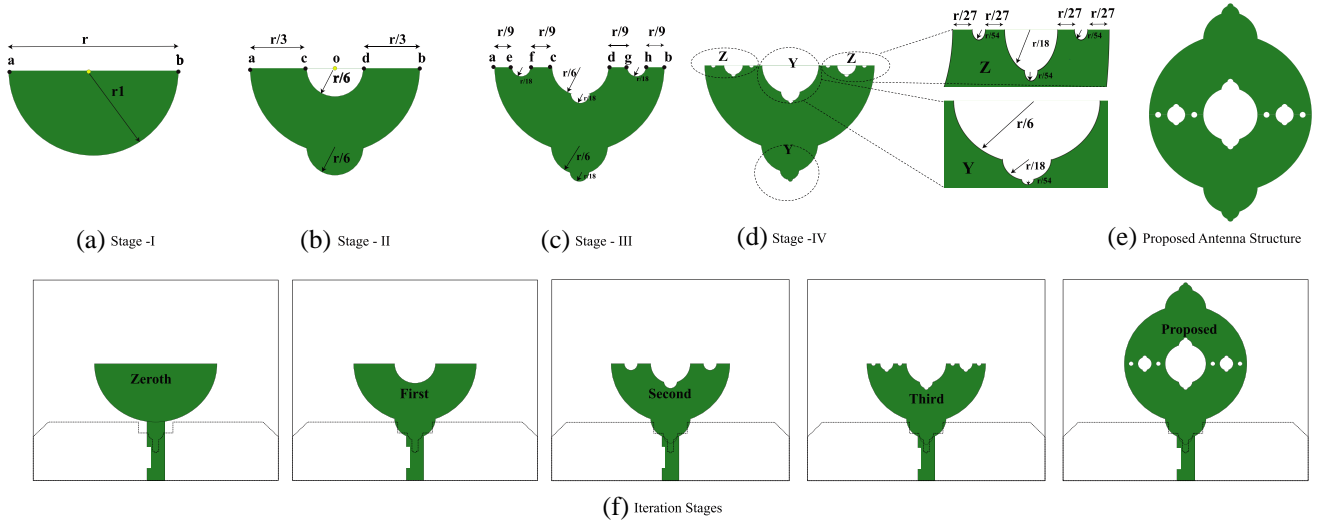 r
a
b
r1
(a) Stage -I
r/3
r/3
a
c
o
d
b
r/6
r/6
(b) Stage - II
r/9
r/9
r/9
r/9
a
e
f
c
d
g
h
b
r/18
r/6
r/18
r/18
r/6
r/18
(c) Stage - III
Z
Y
Z
Y
(d) Stage -IV
r/27
r/27
r/27
r/27
r/54
r/18
r/54
r/54
Z
r/6
r/18
Y
r/54
(e) Proposed Antenna Structure
Zeroth
First
Second
Third
Proposed
(f) Iteration Stages